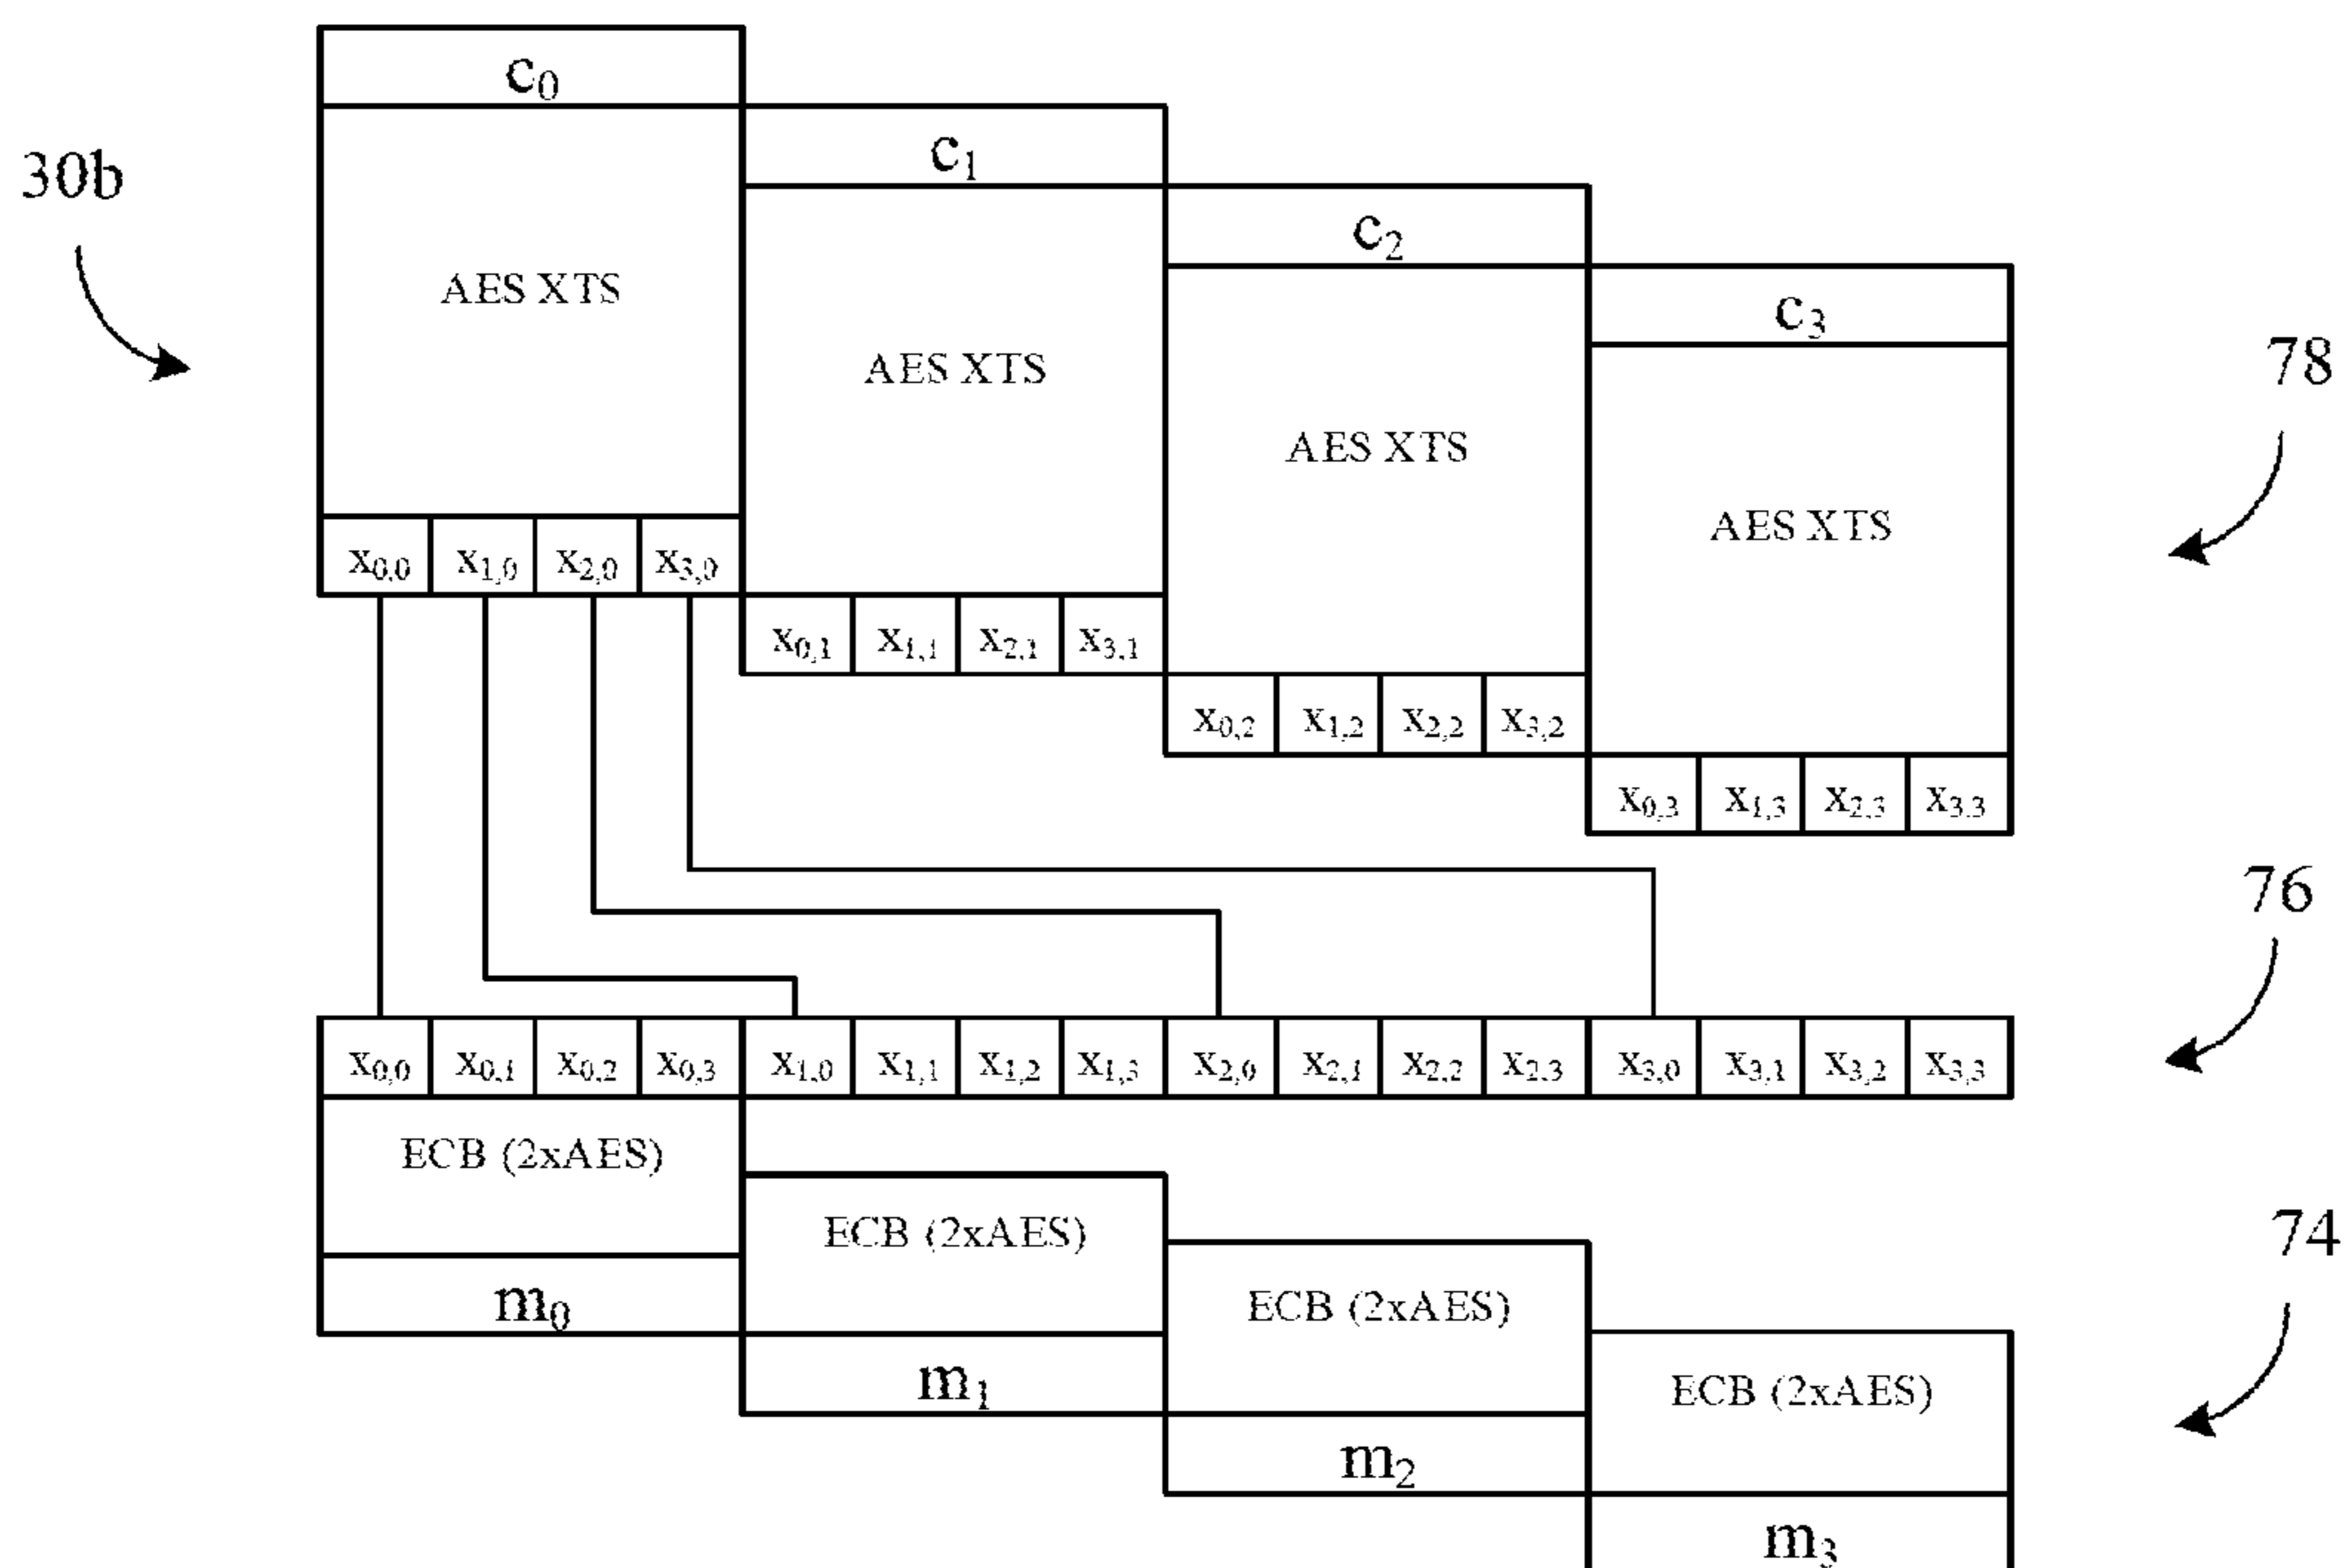 c₀
30b
c₁
c₂
AES XTS
c₃
78
AES XTS
AES XTS
AES XTS
x₀,₀ x₁,₀ x₂,₀ x₃,₀
x₀,₁ x₁,₁ x₂,₁ x₃,₁
x₀,₂ x₁,₂ x₂,₂ x₃,₂
x₀,₃ x₁,₃ x₂,₃ x₃,₃
76
x₀,₀ x₀,₁ x₀,₂ x₀,₃ x₁,₀ x₁,₁ x₁,₂ x₁,₃ x₂,₀ x₂,₁ x₂,₂ x₂,₃ x₃,₀ x₃,₁ x₃,₂ x₃,₃
ECB (2xAES)
ECB (2xAES)
74
m₀
ECB (2xAES)
m₁
ECB (2xAES)
m₂
m₃